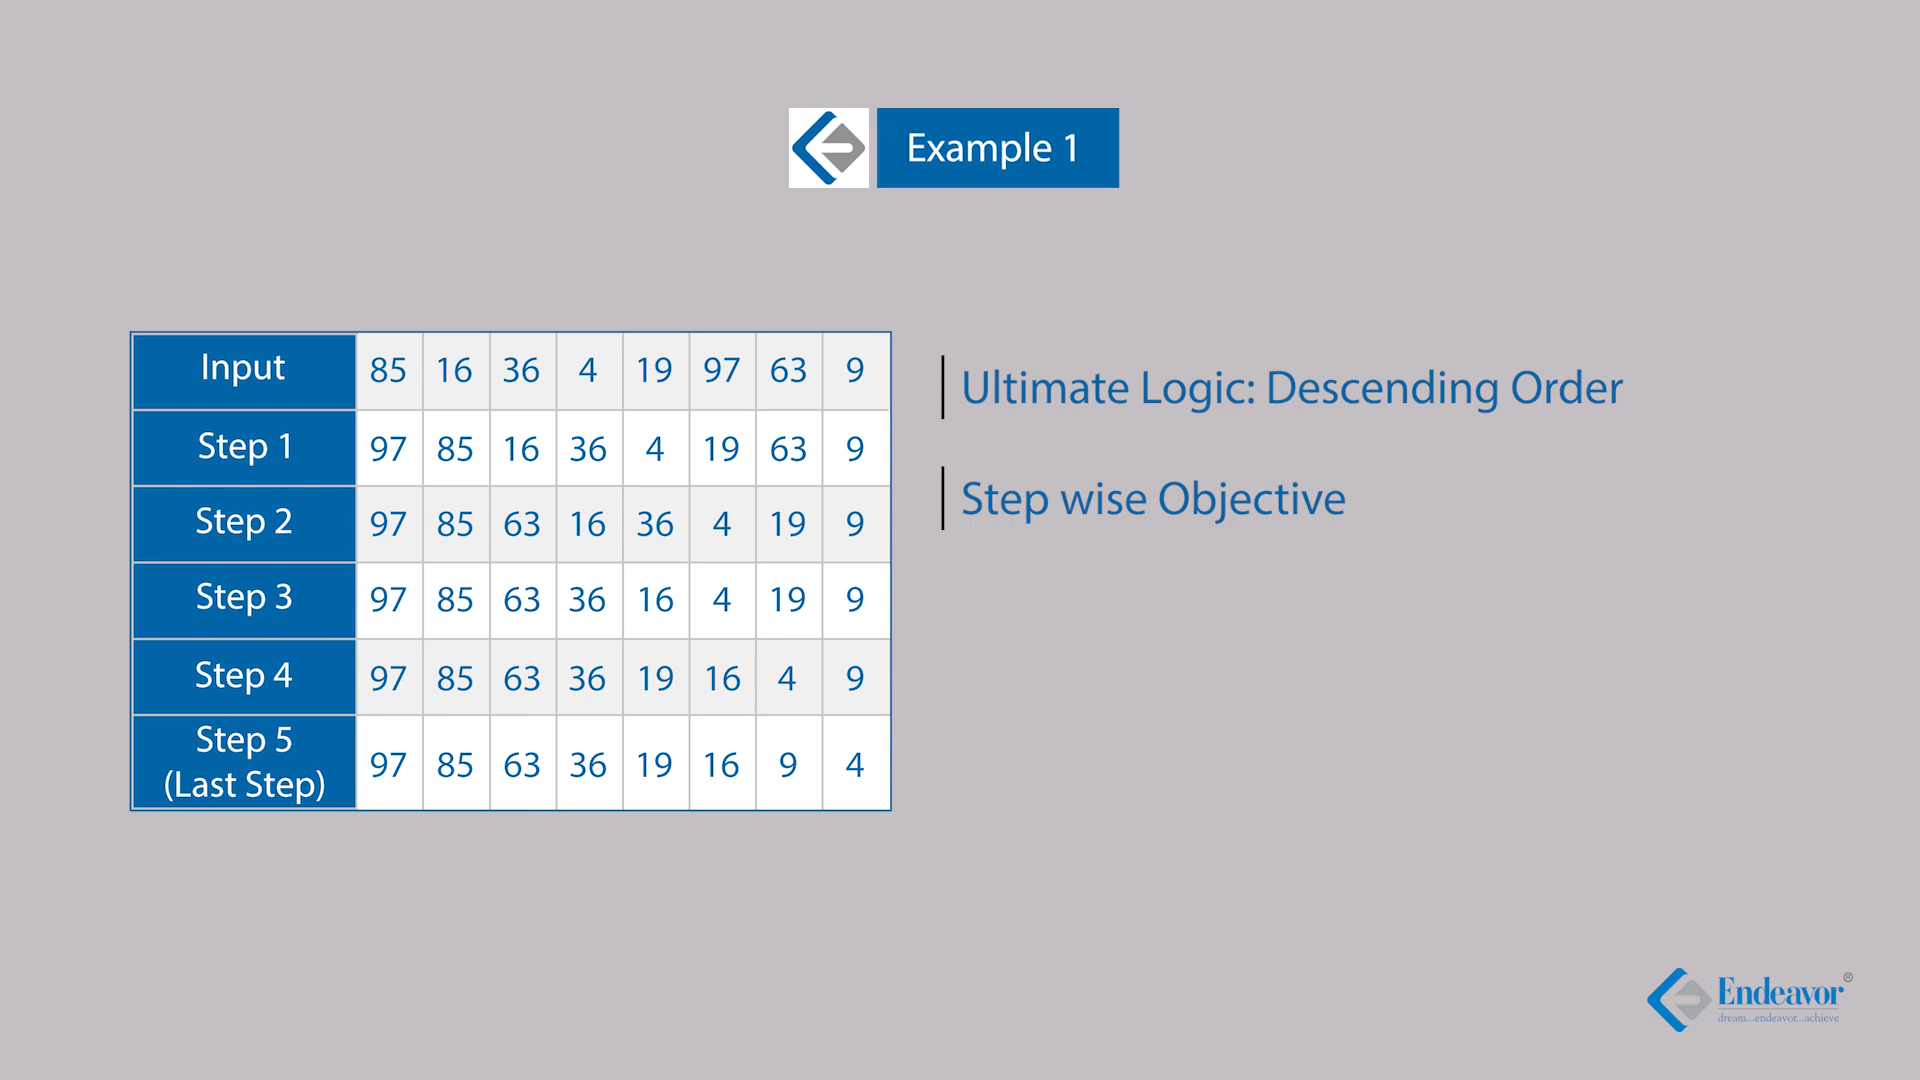 Example 1
Input 85 16 36 4 19 97 63 9
Step 1 97 85 16 36 4 19 63 9
Step 2 97 85 63 16 36 4 19 9
Step 3 97 85 63 36 16 4 19 9
Step 4 97 85 63 36 19 16 4 9
Step 5
(Last Step) 97 85 63 36 19 16 9 4
Ultimate Logic: Descending Order
Step wise Objective
Endeavor®
dream...endeavor...achieve